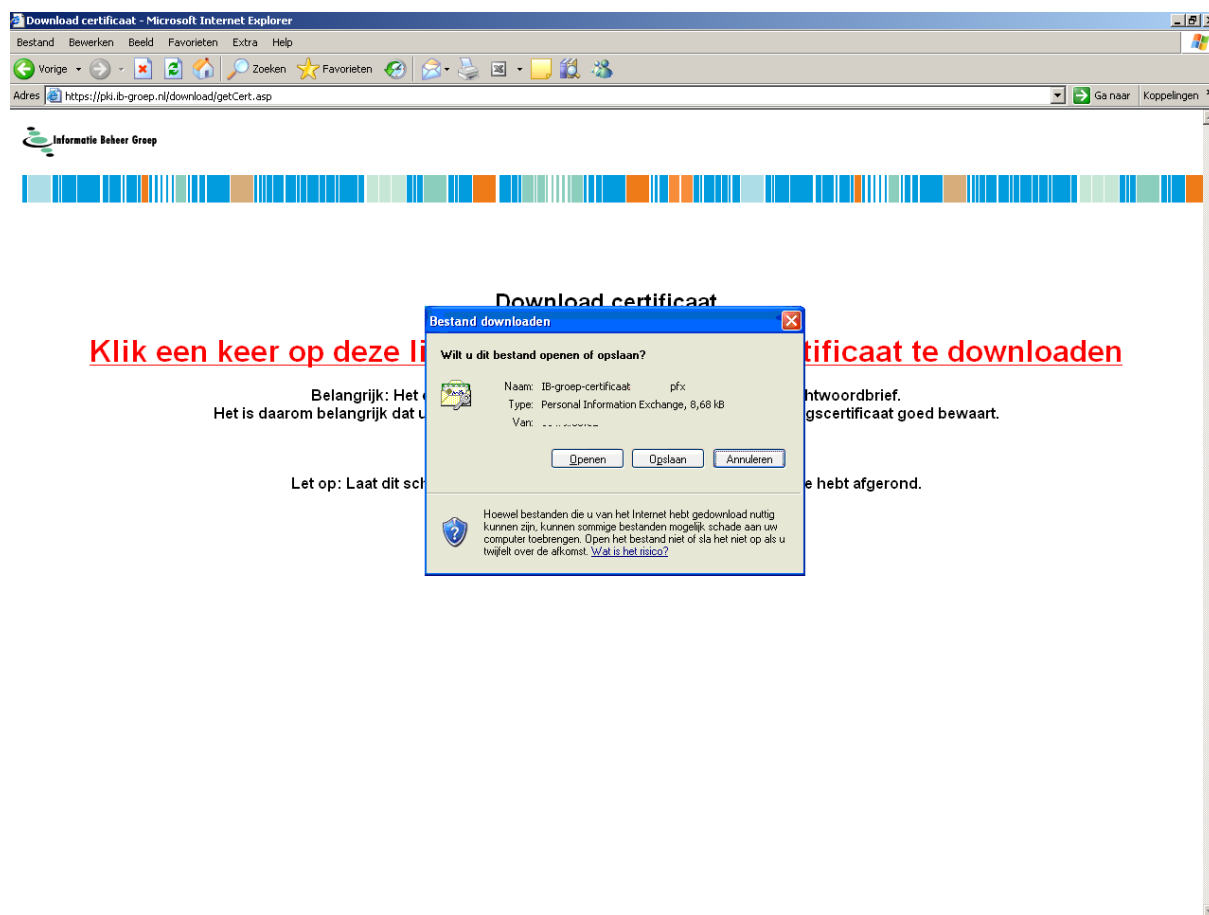 Download certificaat - Microsoft Internet Explorer
Bestand Bewerken Beeld Favorieten Extra Help
Vorige Zoeken Favorieten
Adres https://pki.ib-groep.nl/download/getCert.asp Ga naar Koppelingen
Informatie Beheer Groep
Download certificaat
Klik een keer op deze tificaat te downloaden
Belangrijk: Het htwoordbrief.
Het is daarom belangrijk dat u gscertificaat goed bewaart.
Let op: Laat dit sch e hebt afgerond.
Bestand downloaden
Wilt u dit bestand openen of opslaan?
Naam: IB-groep-certificaat pfx
Type: Personal Information Exchange, 8,68 kB
Van:
Openen Opslaan Annuleren
Hoewel bestanden die u van het Internet hebt gedownload nuttig
kunnen zijn, kunnen sommige bestanden mogelijk schade aan uw
computer toebrengen. Open het bestand niet of sla het niet op als u
twijfelt over de afkomst. Wat is het risico?